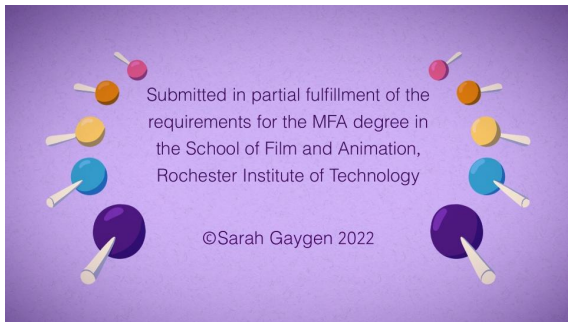 Submitted in partial fulfillment of the
requirements for the MFA degree in
the School of Film and Animation,
Rochester Institute of Technology
©Sarah Gaygen 2022